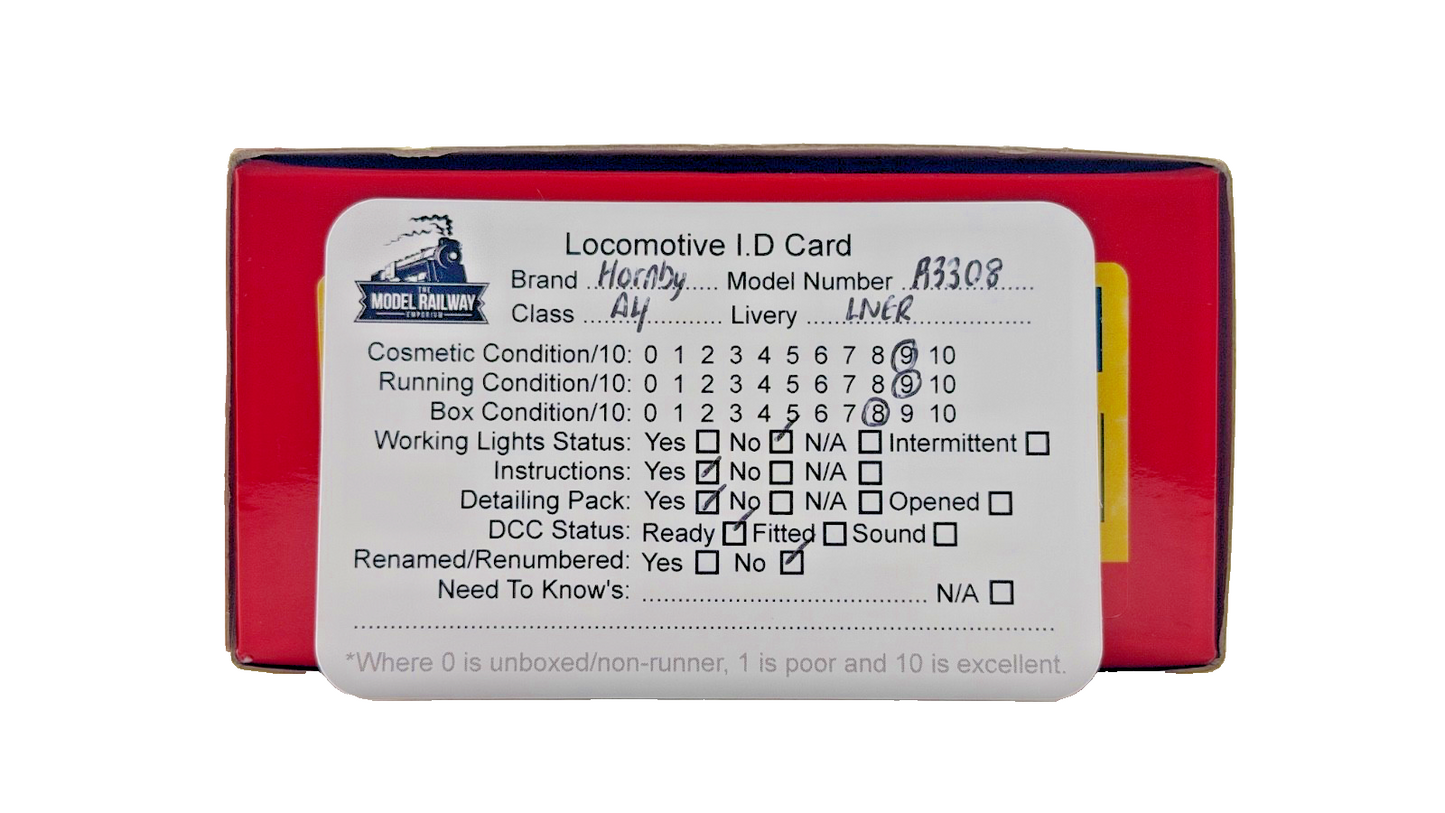 Locomotive I.D Card
THE
MODEL RAILWAY
EMPORIUM
Brand ..Hornby..... Model Number ..R3308.....
Class ....A4........... Livery ......LNER..................
Cosmetic Condition/10: 0 1 2 3 4 5 6 7 8 9 10
Running Condition/10: 0 1 2 3 4 5 6 7 8 9 10
Box Condition/10: 0 1 2 3 4 5 6 7 8 9 10
Working Lights Status: Yes ☐ No ☑ N/A ☐ Intermittent ☐
Instructions: Yes ☑ No ☐ N/A ☐
Detailing Pack: Yes ☑ No ☐ N/A ☐ Opened ☐
DCC Status: Ready ☑ Fitted ☐ Sound ☐
Renamed/Renumbered: Yes ☐ No ☑
Need To Know's: ........................................ N/A ☐
*Where 0 is unboxed/non-runner, 1 is poor and 10 is excellent.